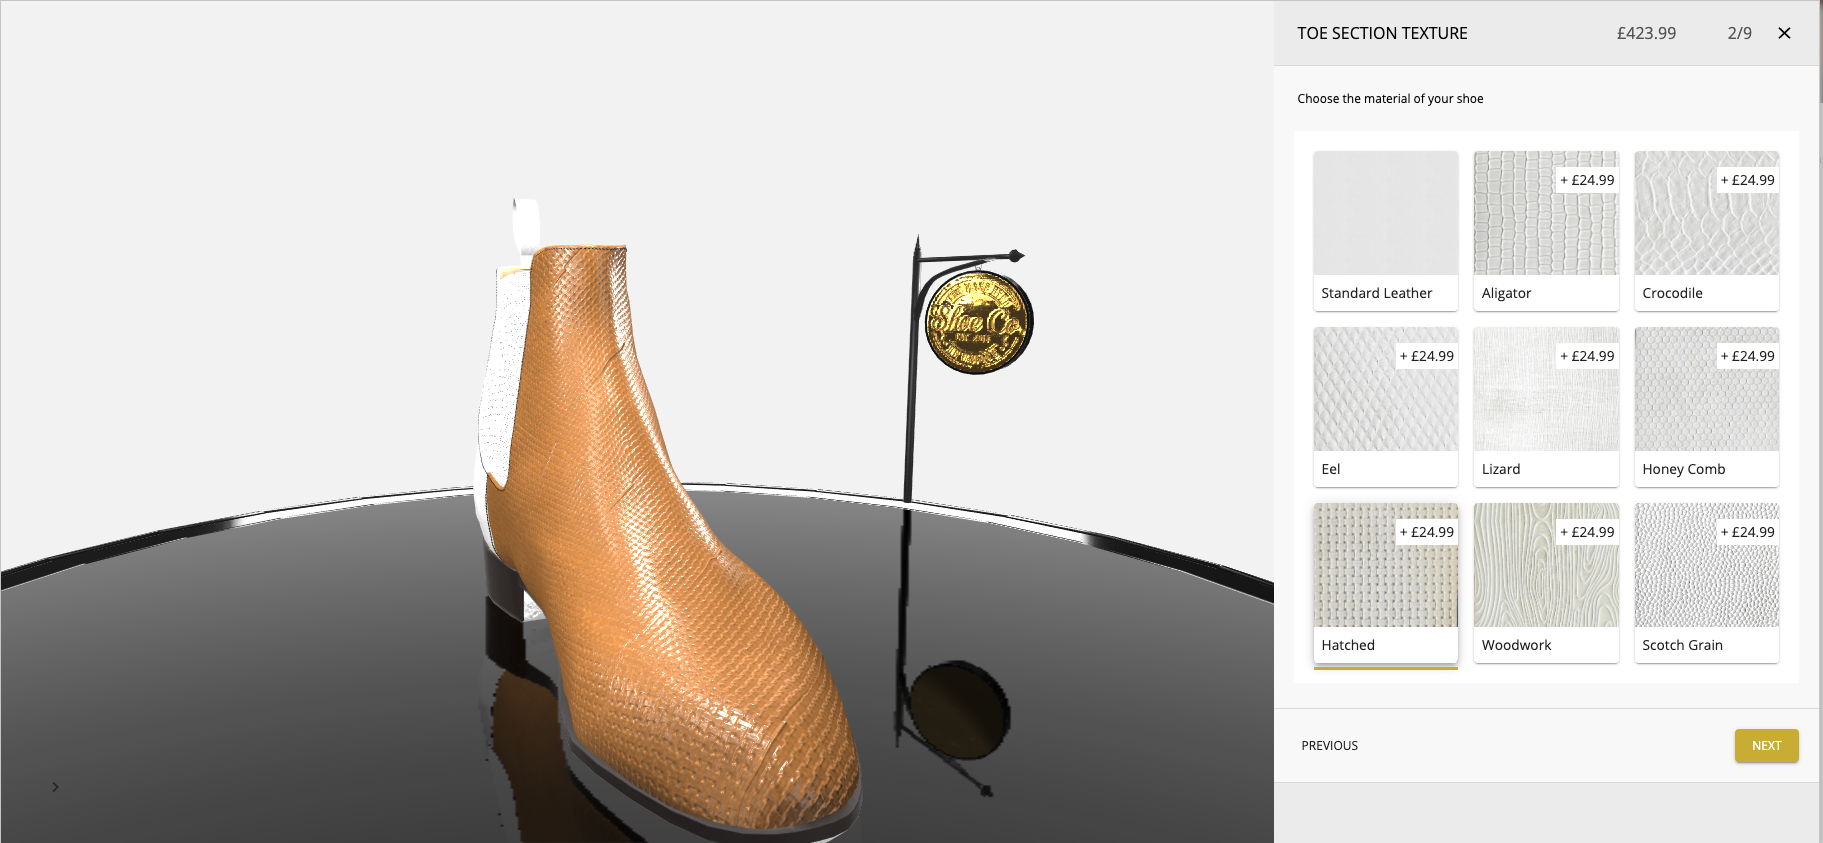 TOE SECTION TEXTURE £423.99 2/9
Choose the material of your shoe
Standard Leather
+ £24.99
Aligator
+ £24.99
Crocodile
+ £24.99
Eel
+ £24.99
Lizard
+ £24.99
Honey Comb
+ £24.99
Hatched
+ £24.99
Woodwork
+ £24.99
Scotch Grain
PREVIOUS
NEXT
Shoe Co.